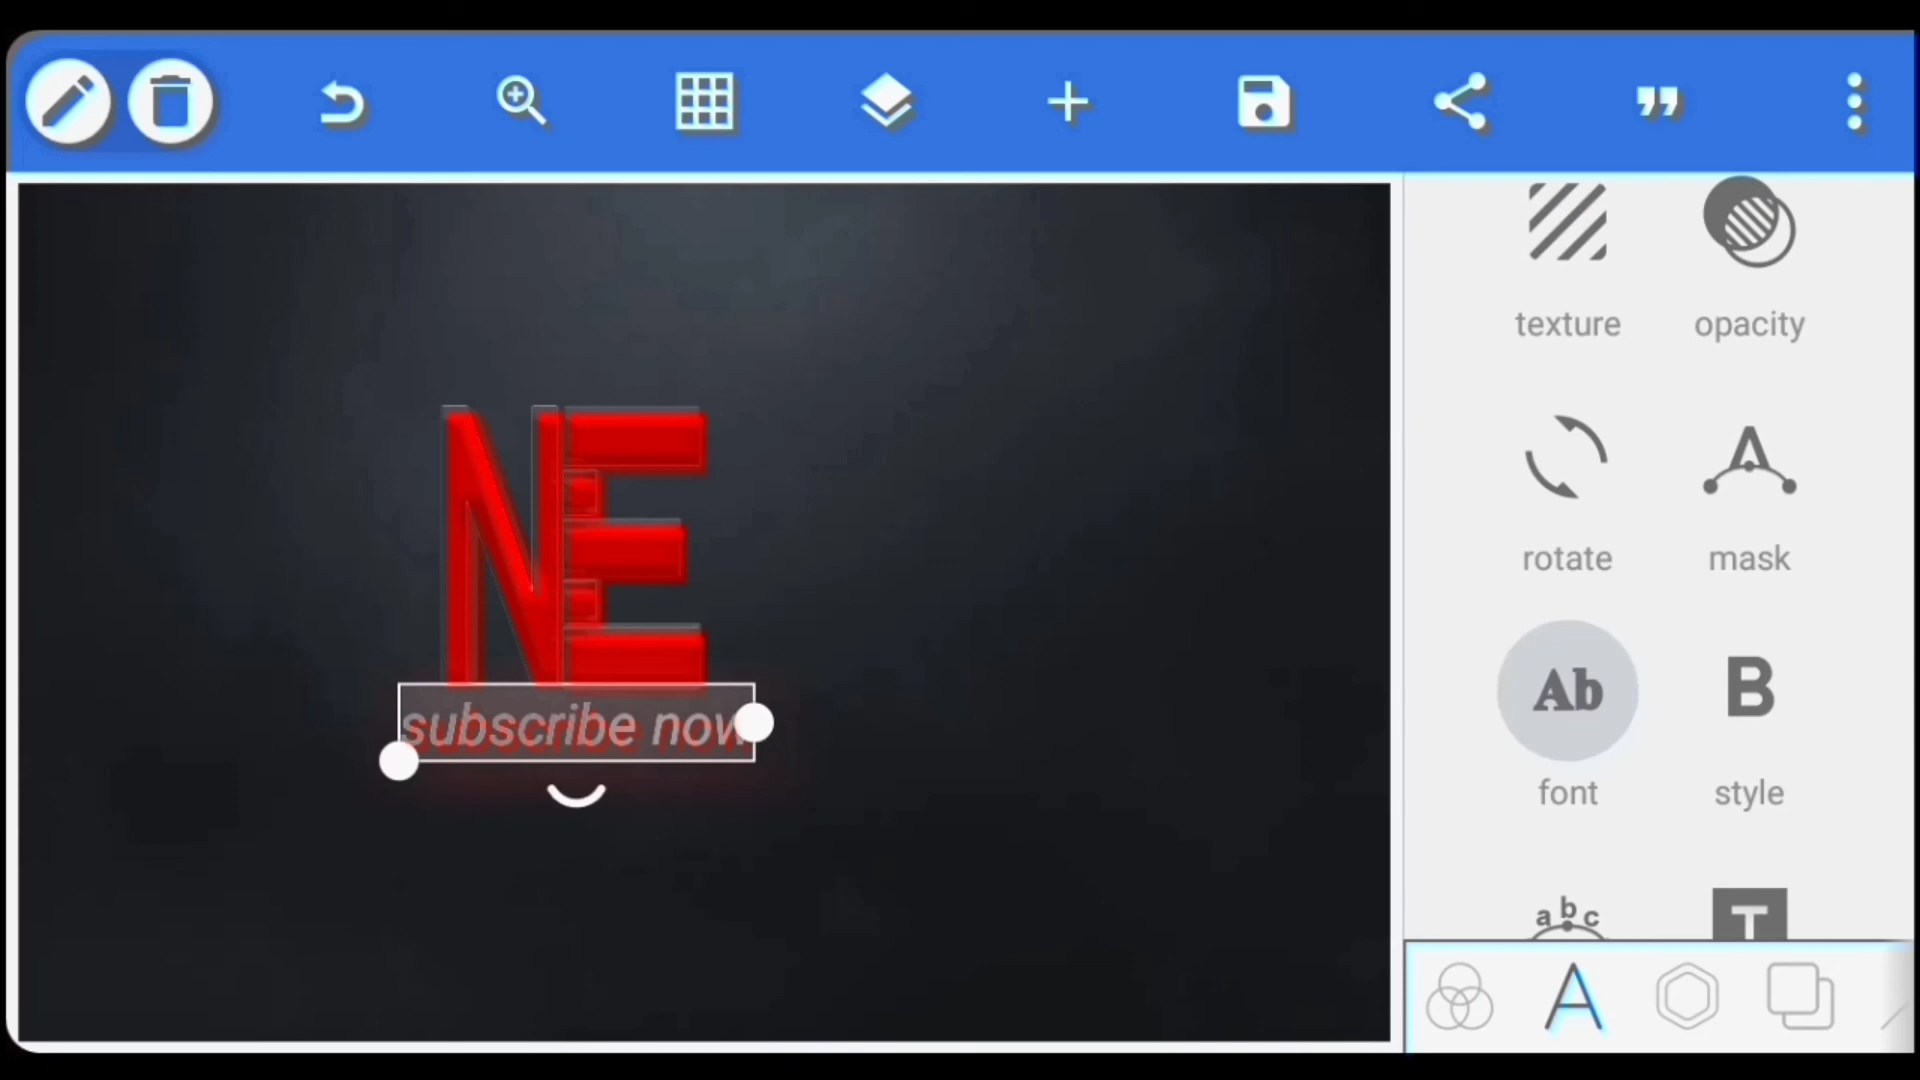 NE
subscribe now
texture
opacity
rotate
mask
Ab
font
B
style
abc
T
A